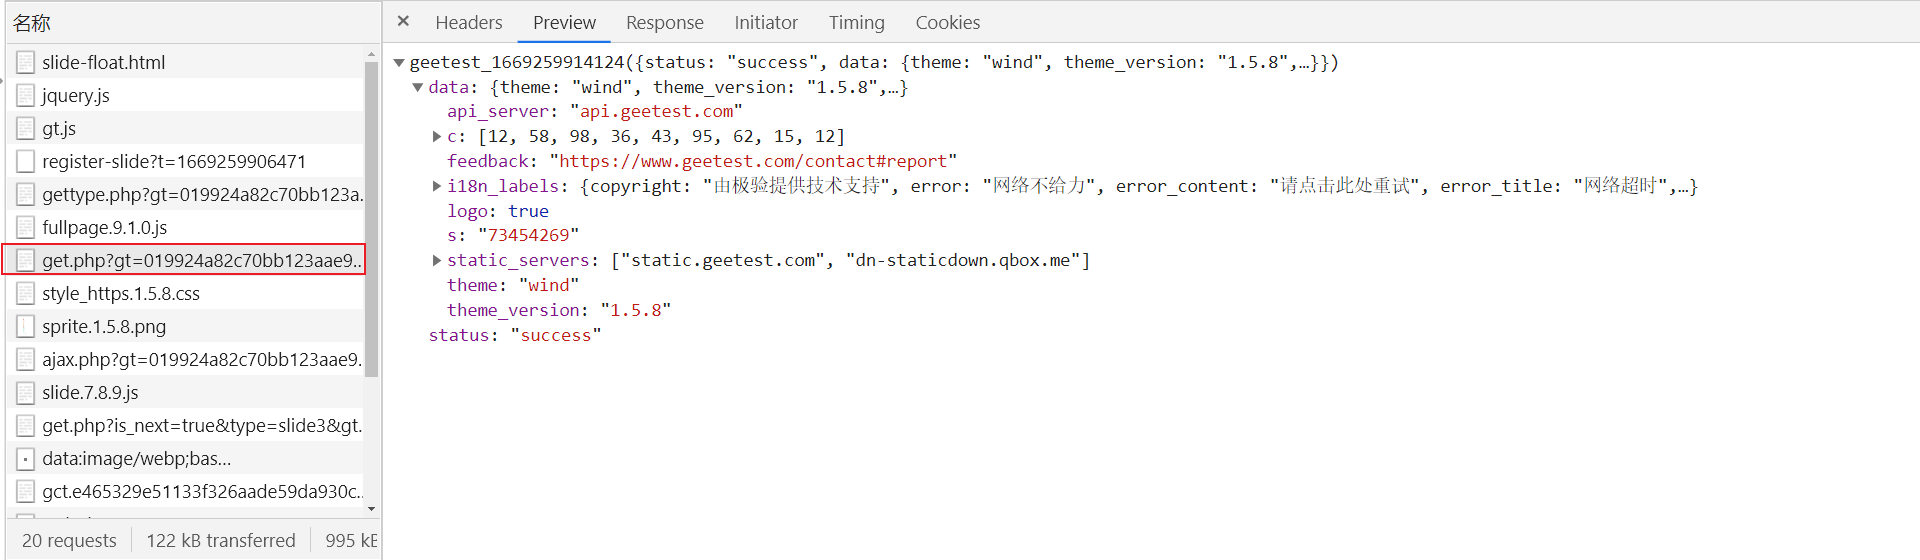 名称
slide-float.html
jquery.js
gt.js
register-slide?t=1669259906471
gettype.php?gt=019924a82c70bb123a...
fullpage.9.1.0.js
get.php?gt=019924a82c70bb123aae9...
style_https.1.5.8.css
sprite.1.5.8.png
ajax.php?gt=019924a82c70bb123aae9...
slide.7.8.9.js
get.php?is_next=true&type=slide3&gt...
data:image/webp;bas...
gct.e465329e51133f326aade59da930c...
20 requests 122 kB transferred 995 kB
× Headers Preview Response Initiator Timing Cookies
▼geetest_1669259914124({status: "success", data: {theme: "wind", theme_version: "1.5.8",…}})
▼data: {theme: "wind", theme_version: "1.5.8",…}
api_server: "api.geetest.com"
▶c: [12, 58, 98, 36, 43, 95, 62, 15, 12]
feedback: "https://www.geetest.com/contact#report"
▶i18n_labels: {copyright: "由极验提供技术支持", error: "网络不给力", error_content: "请点击此处重试", error_title: "网络超时",…}
logo: true
s: "73454269"
▶static_servers: ["static.geetest.com", "dn-staticdown.qbox.me"]
theme: "wind"
theme_version: "1.5.8"
status: "success"